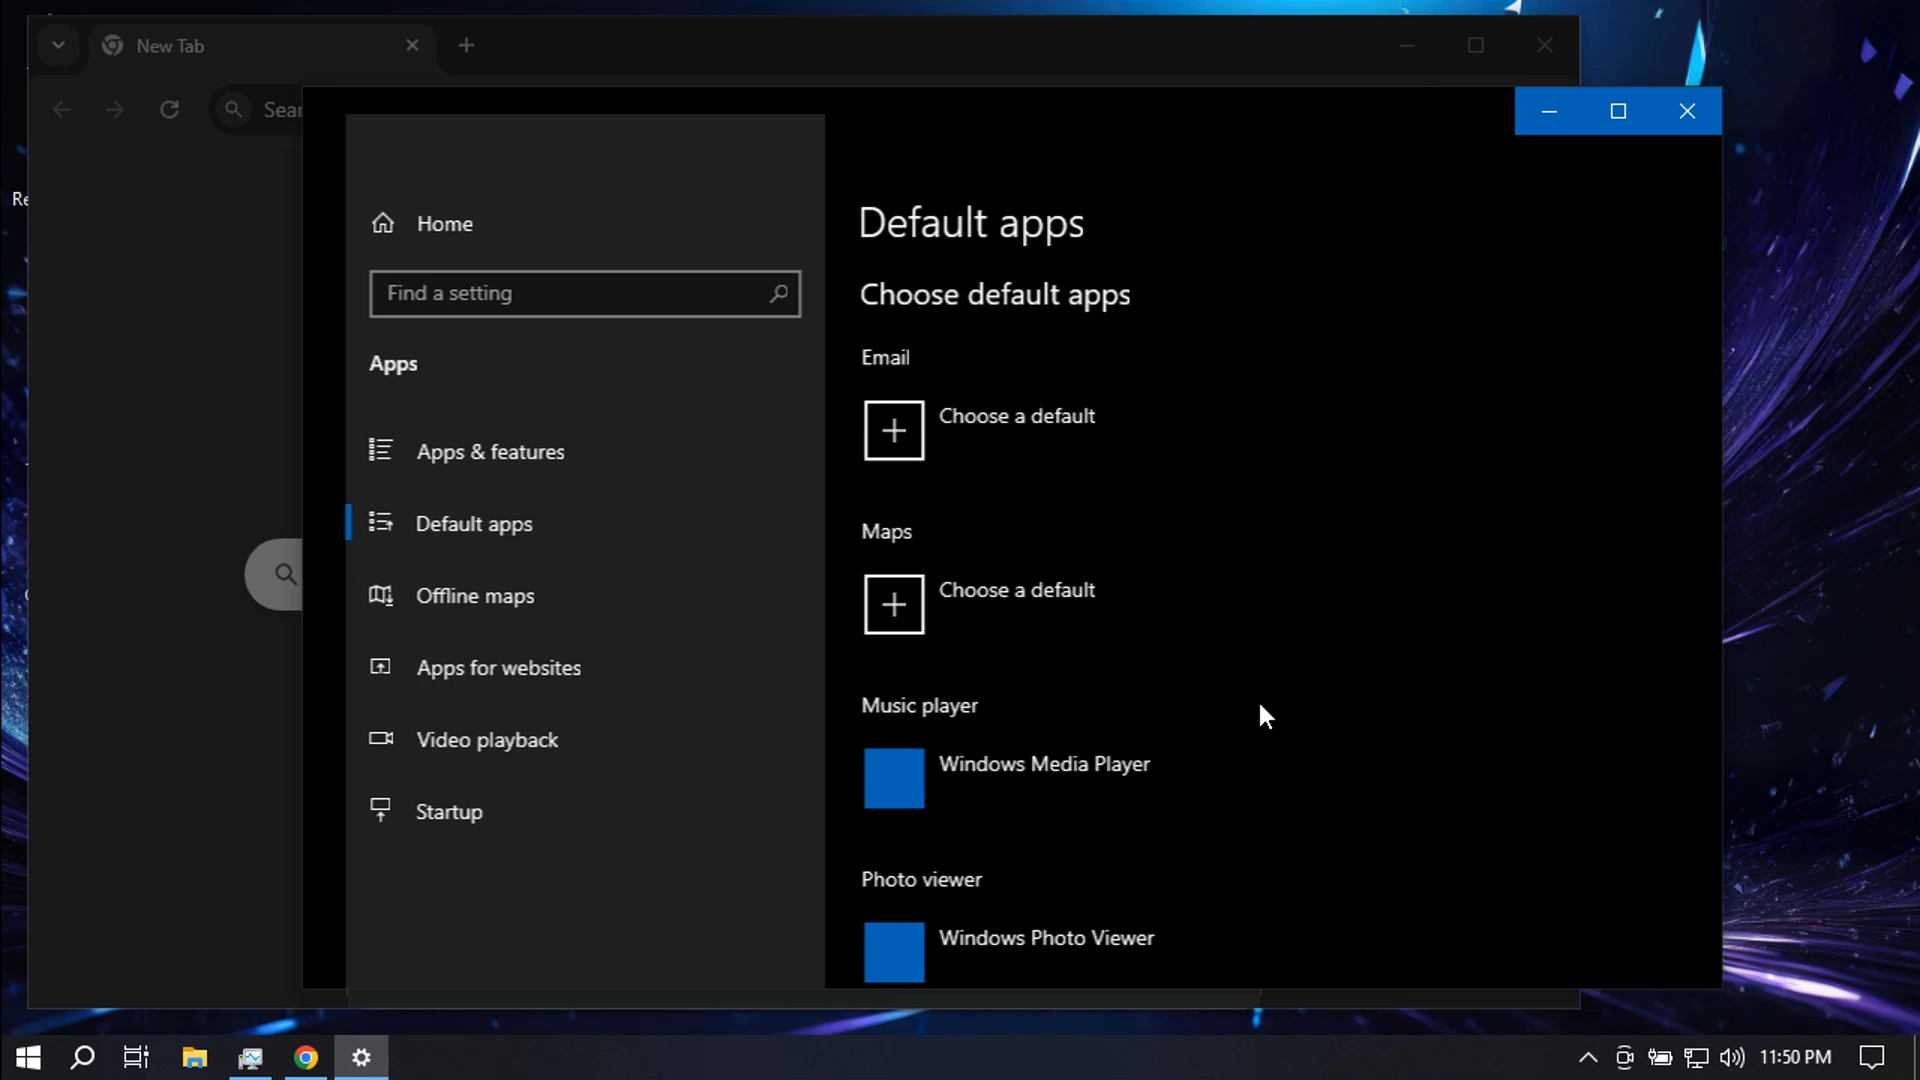 New Tab
Sear
Re
Home
Find a setting
Apps
Apps & features
Default apps
Offline maps
Apps for websites
Video playback
Startup
Default apps
Choose default apps
Email
Choose a default
Maps
Choose a default
Music player
Windows Media Player
Photo viewer
Windows Photo Viewer
11:50 PM